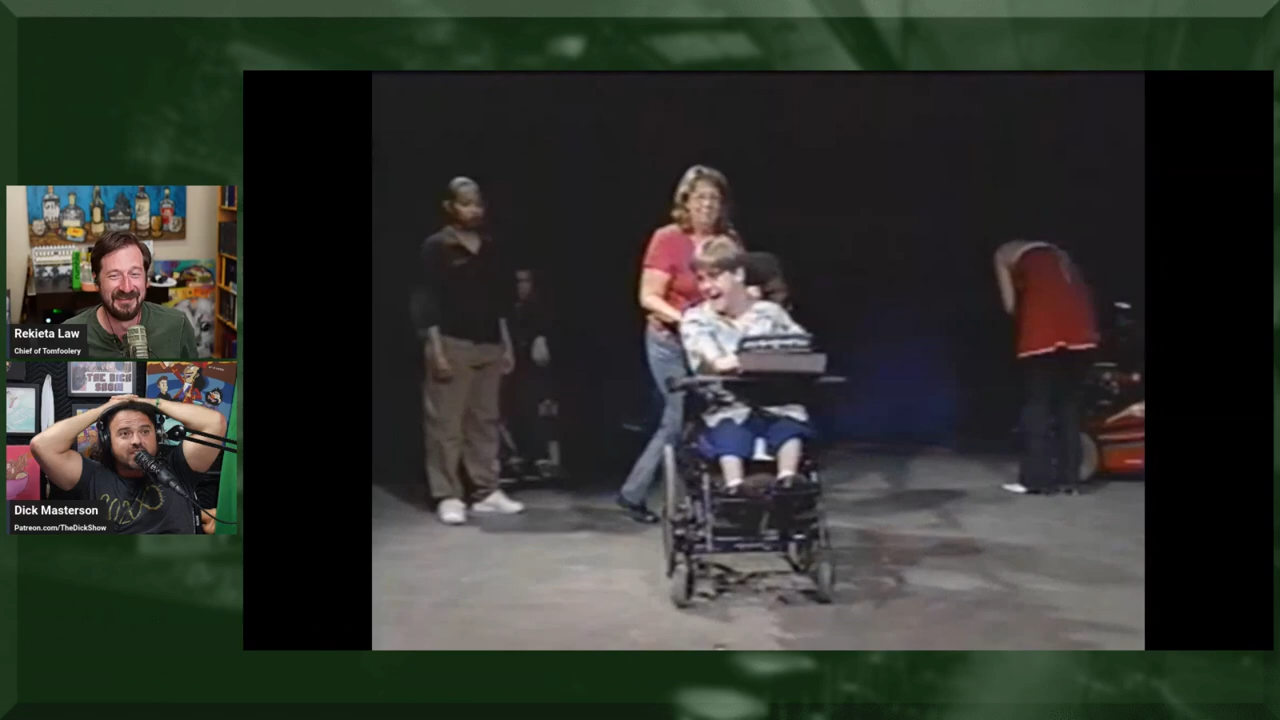 Rekieta Law
Chief of Tomfoolery
THE DICK
SHOW
Dick Masterson
Patreon.com/TheDickShow